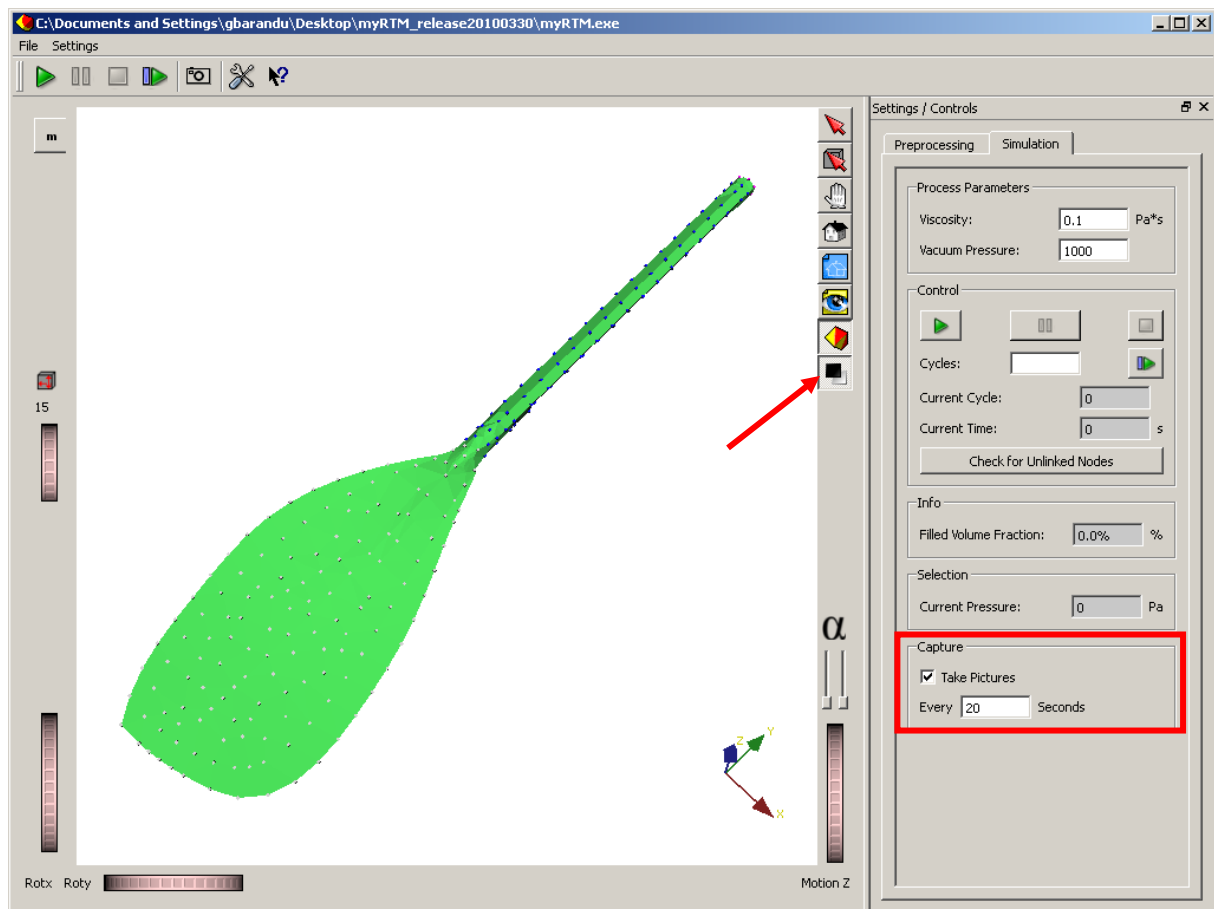 C:\Documents and Settings\gbarandu\Desktop\myRTM_release20100330\myRTM.exe
File Settings
m
15
α
Z
Y
X
Rotx Roty
Motion Z
Settings / Controls
Preprocessing Simulation
Process Parameters
Viscosity: 0.1 Pa*s
Vacuum Pressure: 1000
Control
Cycles:
Current Cycle: 0
Current Time: 0 s
Check for Unlinked Nodes
Info
Filled Volume Fraction: 0.0% %
Selection
Current Pressure: 0 Pa
Capture
Take Pictures
Every 20 Seconds